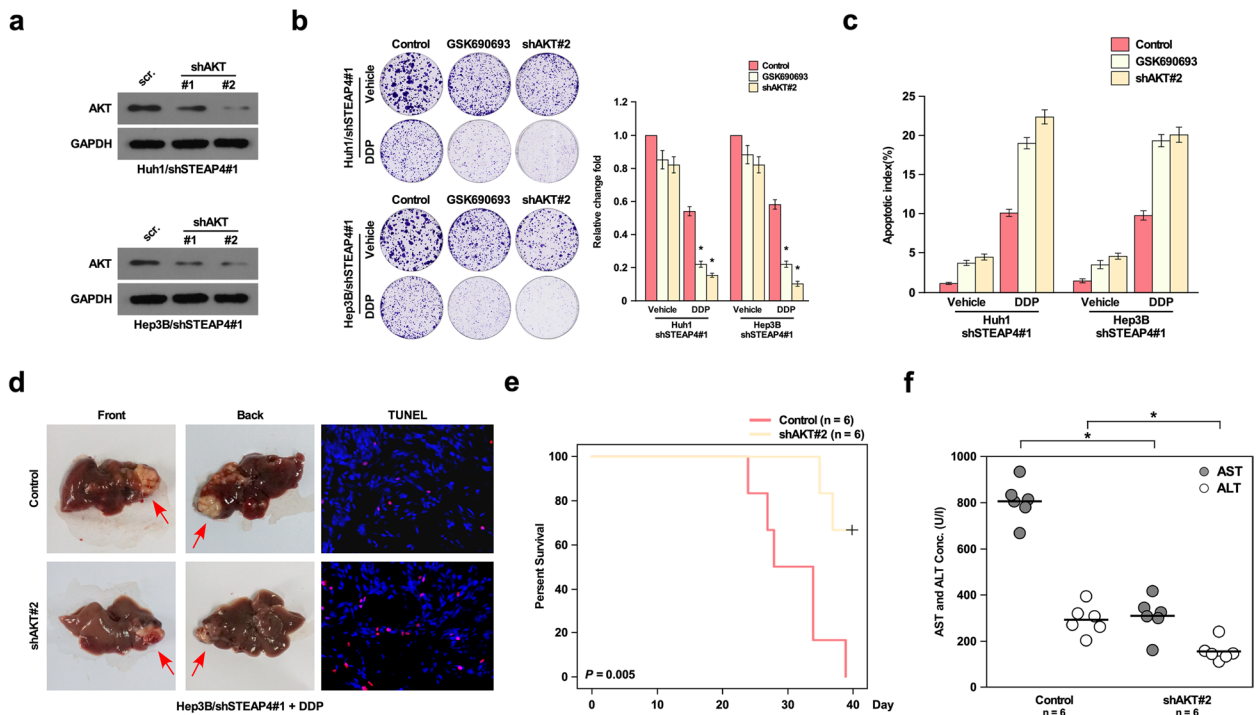 a
scr.
shAKT
#1 #2
AKT
GAPDH
Huh1/shSTEAP4#1
scr.
shAKT
#1 #2
AKT
GAPDH
Hep3B/shSTEAP4#1
b
Control GSK690693 shAKT#2
Huh1/shSTEAP4#1
Vehicle
DDP
Control GSK690693 shAKT#2
Hep3B/shSTEAP4#1
Vehicle
DDP
Control
GSK690693
shAKT#2
Relative change fold
1.2
1.0
0.8
0.6
0.4
0.2
0
* * * *
Vehicle DDP Vehicle DDP
Huh1 Hep3B
shSTEAP4#1 shSTEAP4#1
c
Control
GSK690693
shAKT#2
Apoptotic index(%)
25
20
15
10
5
0
Vehicle DDP Vehicle DDP
Huh1 Hep3B
shSTEAP4#1 shSTEAP4#1
d
Front Back TUNEL
Control
shAKT#2
Hep3B/shSTEAP4#1 + DDP
e
Control (n = 6)
shAKT#2 (n = 6)
Persent Survival
100
80
60
40
20
0
P = 0.005
0 10 20 30 40 Day
f
*
*
AST
ALT
AST and ALT Conc. (U/l)
1000
800
600
400
200
0
Control shAKT#2
n = 6 n = 6